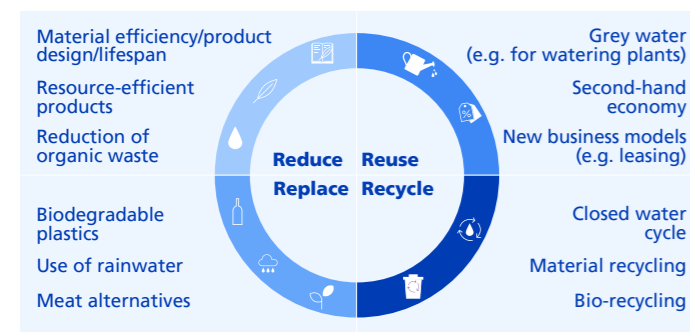 Material efficiency/product
design/lifespan
Resource-efficient
products
Reduction of
organic waste
Grey water
(e.g. for watering plants)
Second-hand
economy
New business models
(e.g. leasing)
Reduce
Reuse
Replace
Recycle
Biodegradable
plastics
Use of rainwater
Meat alternatives
Closed water
cycle
Material recycling
Bio-recycling
%